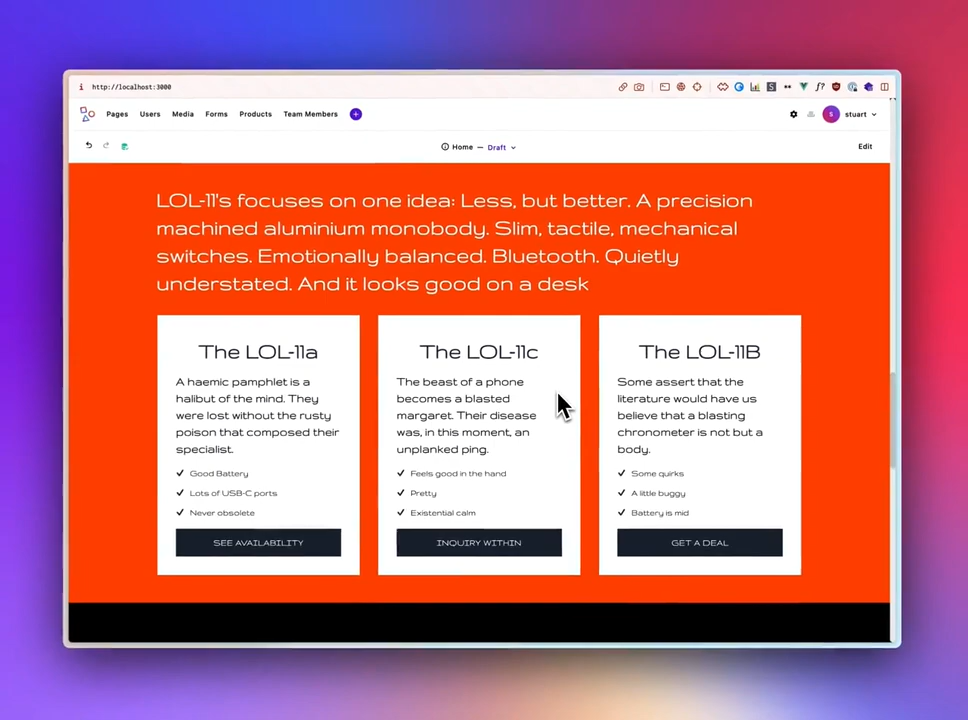 http://localhost:3000
Pages Users Media Forms Products Team Members
S stuart
Home — Draft
Edit
LOL-11's focuses on one idea: Less, but better. A precision
machined aluminium monobody. Slim, tactile, mechanical
switches. Emotionally balanced. Bluetooth. Quietly
understated. And it looks good on a desk
The LOL-11a
A haemic pamphlet is a
halibut of the mind. They
were lost without the rusty
poison that composed their
specialist.
Good Battery
Lots of USB-C ports
Never obsolete
SEE AVAILABILITY
The LOL-11c
The beast of a phone
becomes a blasted
margaret. Their disease
was, in this moment, an
unplanked ping.
Feels good in the hand
Pretty
Existential calm
INQUIRY WITHIN
The LOL-11B
Some assert that the
literature would have us
believe that a blasting
chronometer is not but a
body.
Some quirks
A little buggy
Battery is mid
GET A DEAL